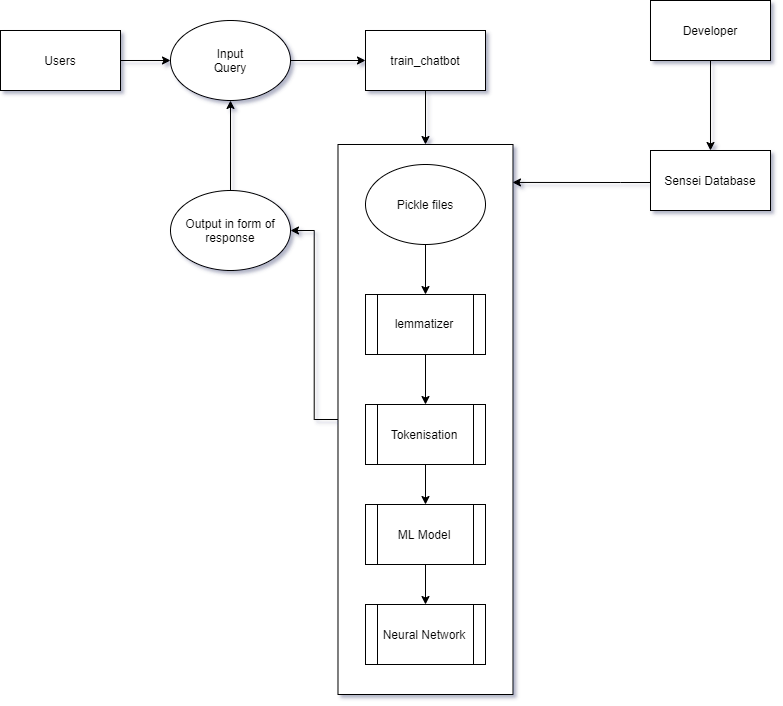 Developer
Users
Input
Query
train_chatbot
Sensei Database
Pickle files
Output in form of
response
lemmatizer
Tokenisation
ML Model
Neural Network